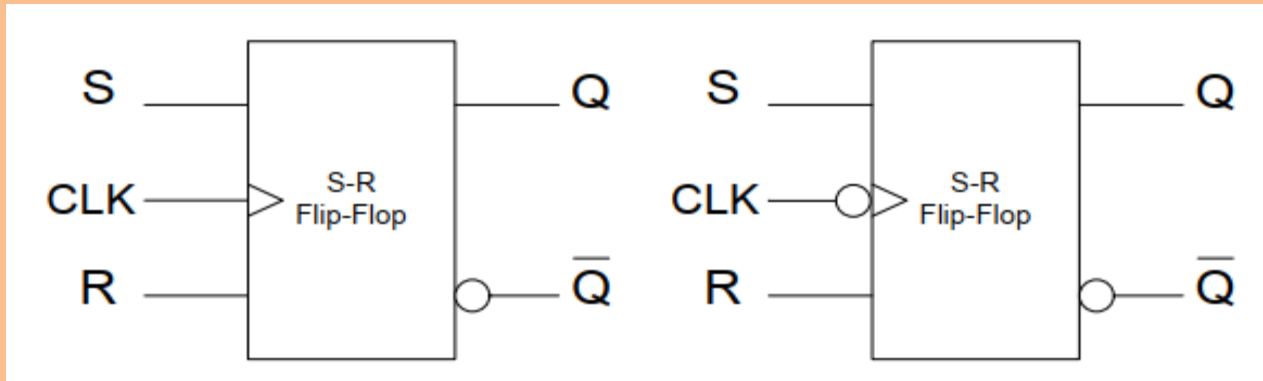 S Q
CLK S-R
Flip-Flop
R Q̅
S Q
CLK S-R
Flip-Flop
R Q̅